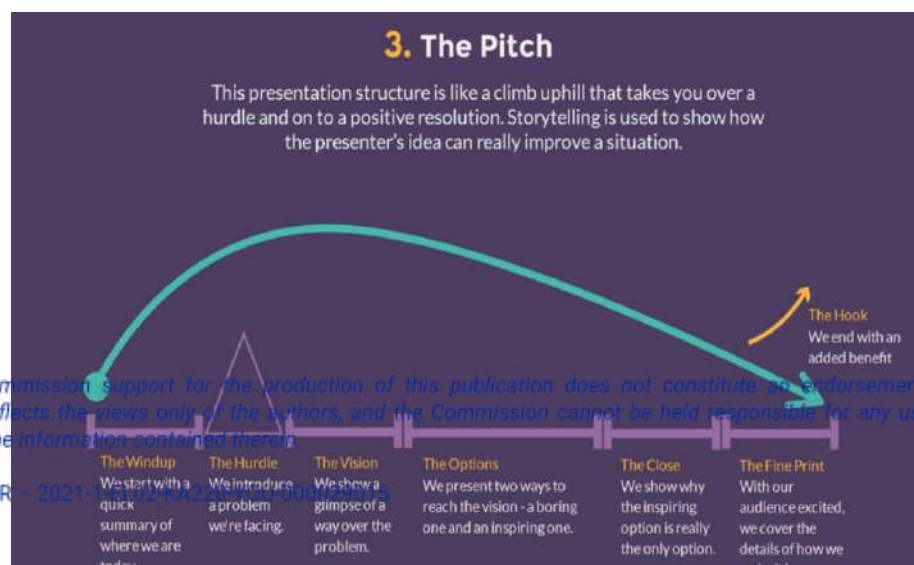 3. The Pitch
This presentation structure is like a climb uphill that takes you over a
hurdle and on to a positive resolution. Storytelling is used to show how
the presenter's idea can really improve a situation.
The Hook
We end with an
added benefit
mmission support for the production of this publication does not constitute an endorsemen
flects the views only of the authors, and the Commission cannot be held responsible for any us
e information contained therein
R – 2021-1-EL02-KA220-YOU-000029015
The Windup
We start with a
quick
summary of
where we are
today
The Hurdle
We introduce
a problem
we're facing.
The Vision
We show a
glimpse of a
way over the
problem.
The Options
We present two ways to
reach the vision - a boring
one and an inspiring one.
The Close
We show why
the inspiring
option is really
the only option.
The Fine Print
With our
audience excited,
we cover the
details of how we